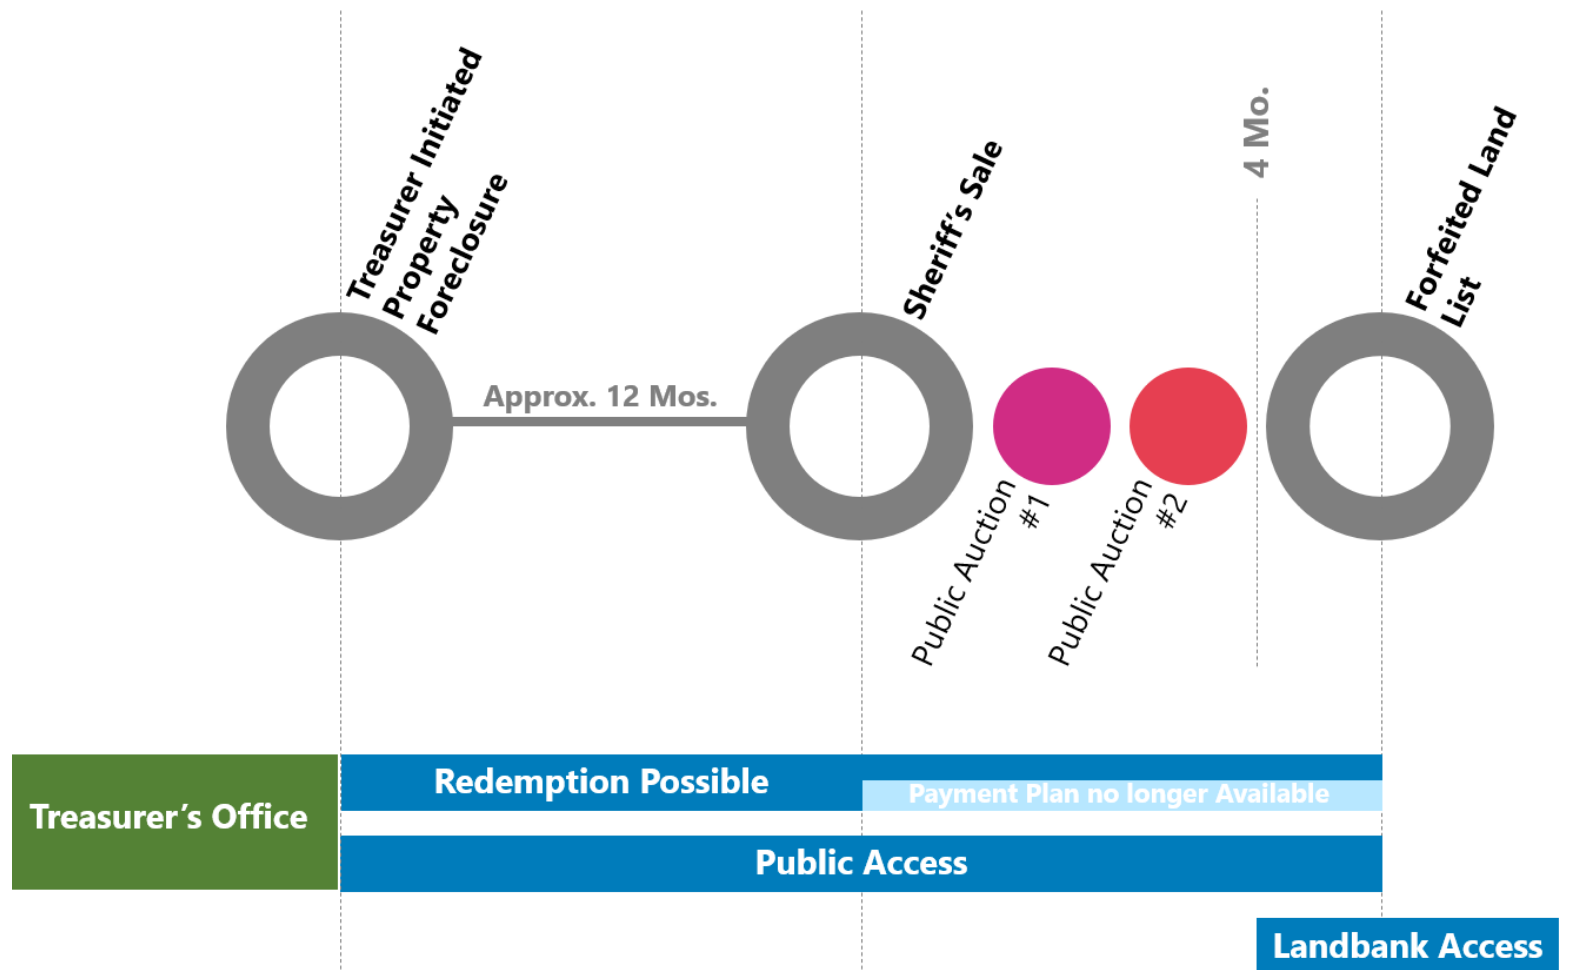 Treasurer Initiated
Property
Foreclosure
Sheriff's Sale
4 Mo.
Forfeited Land
List
Approx. 12 Mos.
Public Auction
#1
Public Auction
#2
Treasurer's Office
Redemption Possible
Payment Plan no longer Available
Public Access
Landbank Access